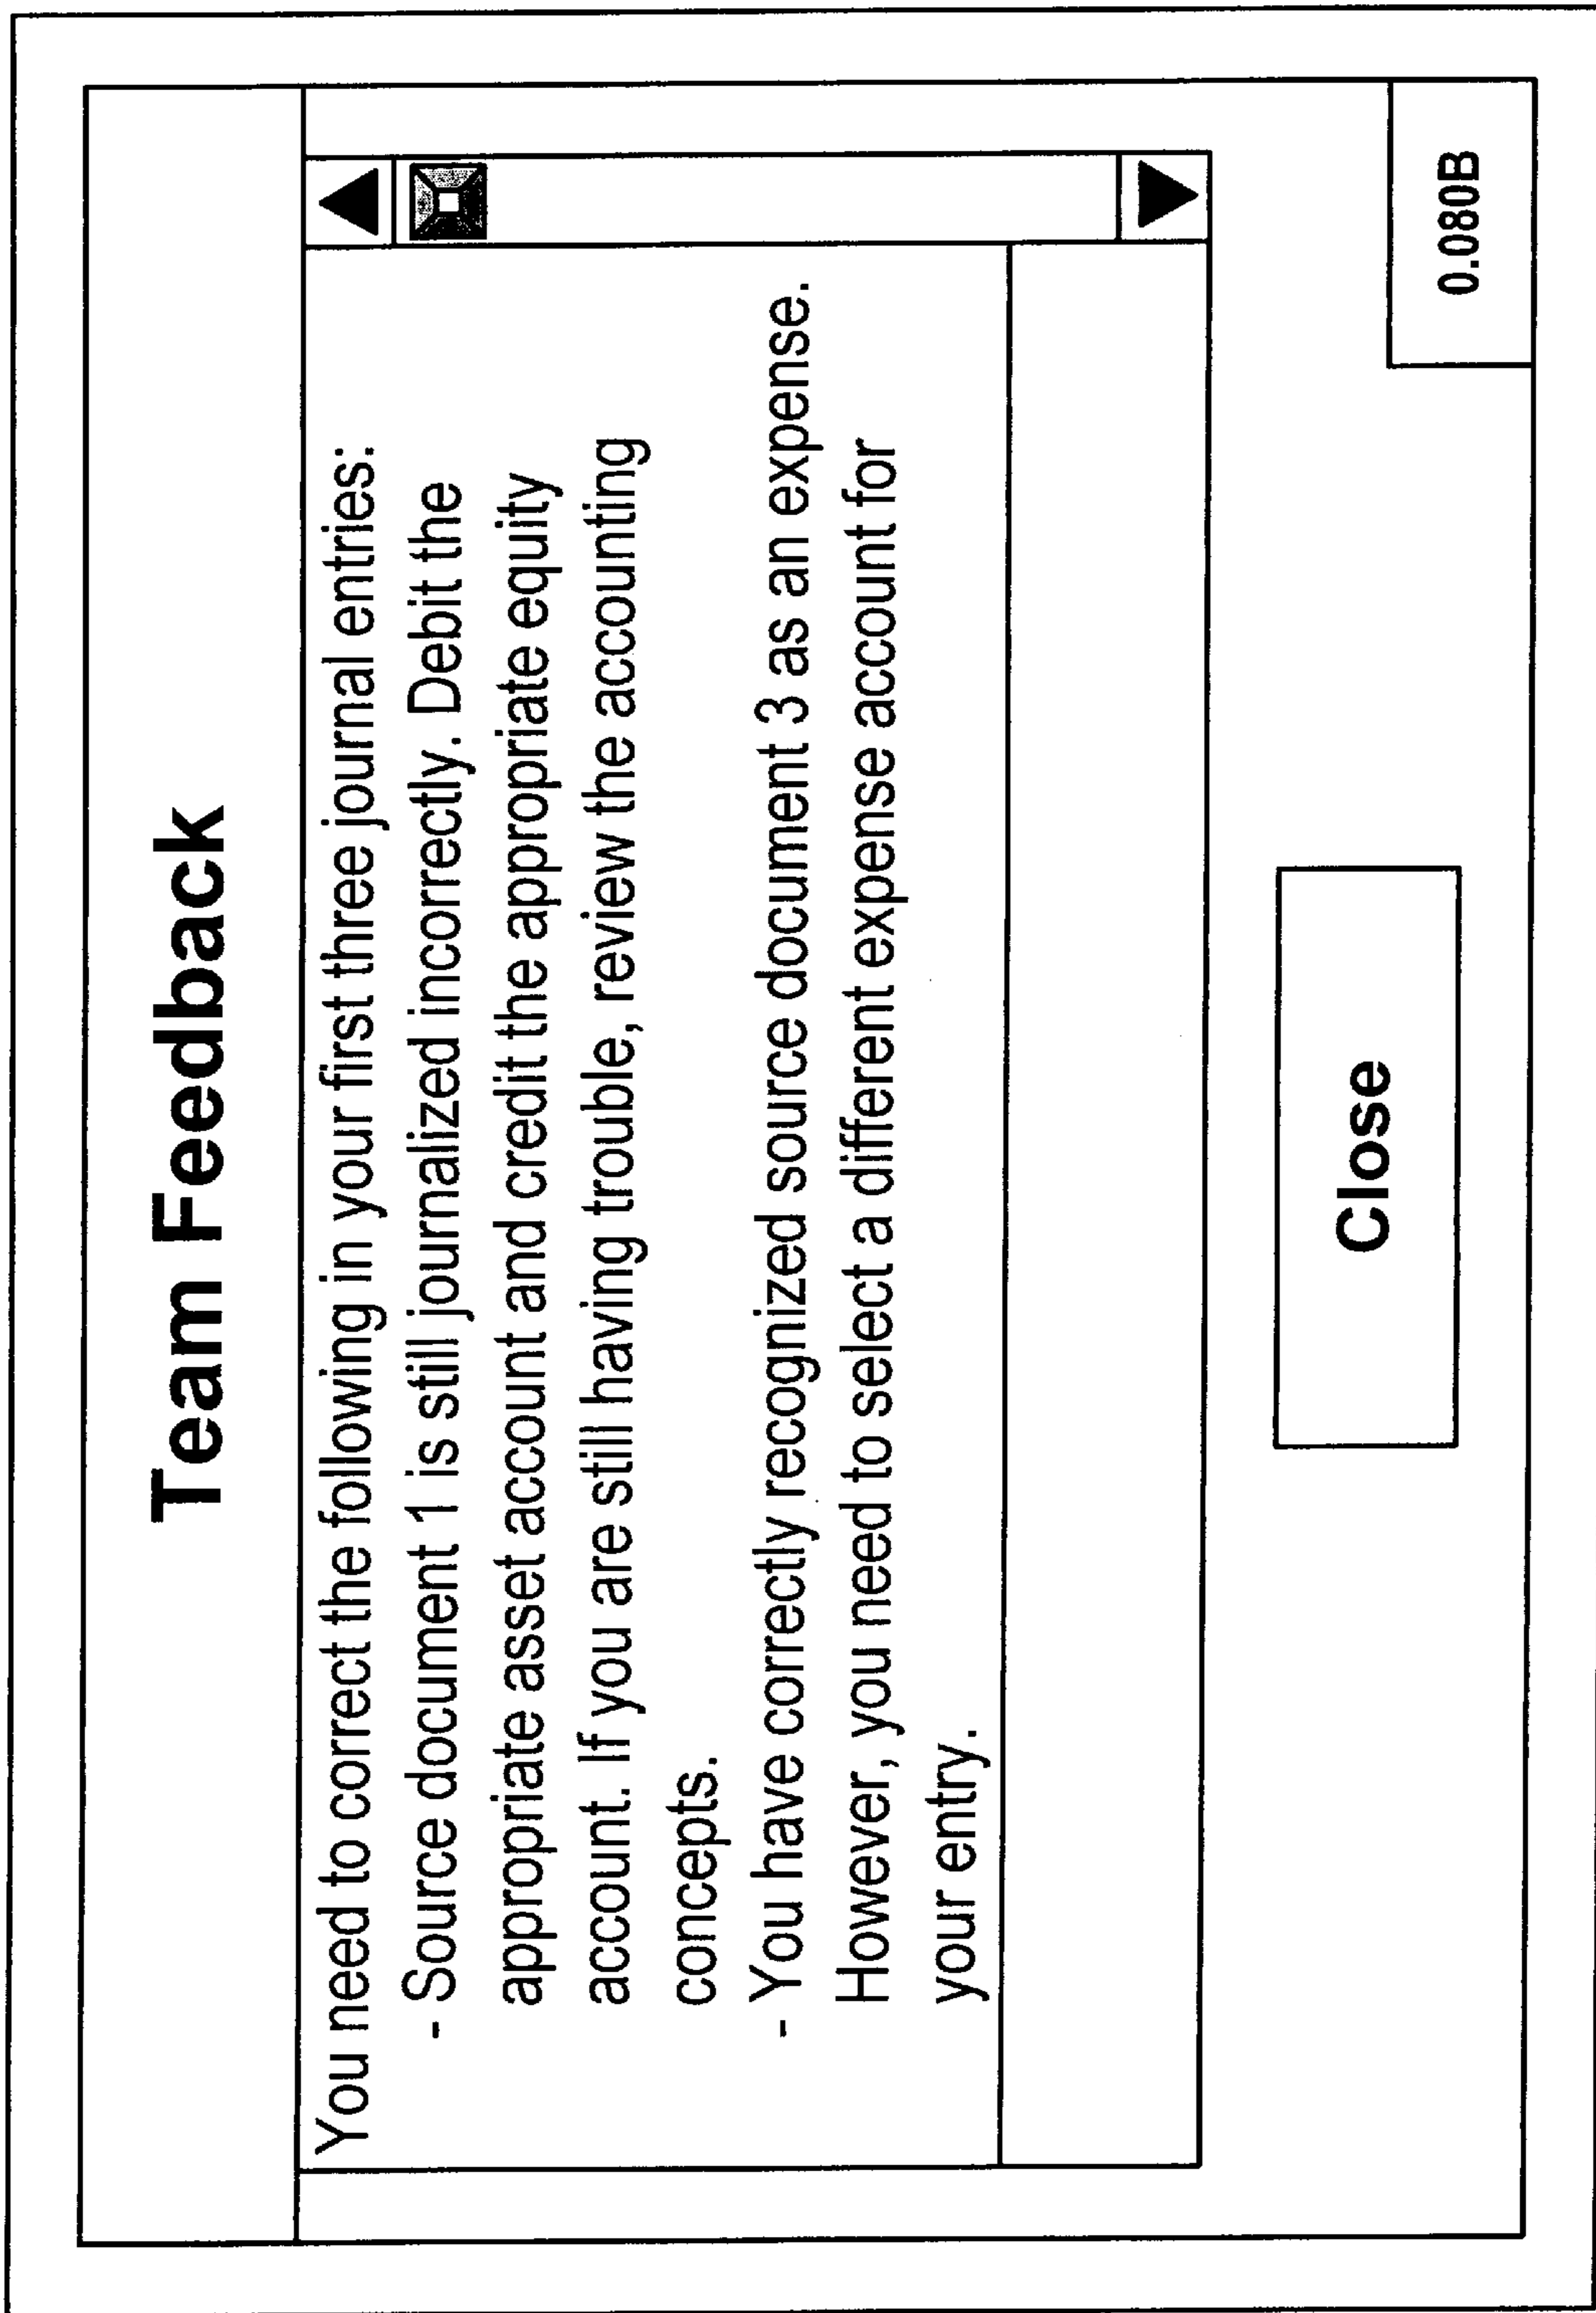 Team Feedback
You need to correct the following in your first three journal entries:
- Source document 1 is still journalized incorrectly. Debit the
appropriate asset account and credit the appropriate equity
account. If you are still having trouble, review the accounting
concepts.
- You have correctly recognized source document 3 as an expense.
However, you need to select a different expense account for
your entry.
Close
0.080B